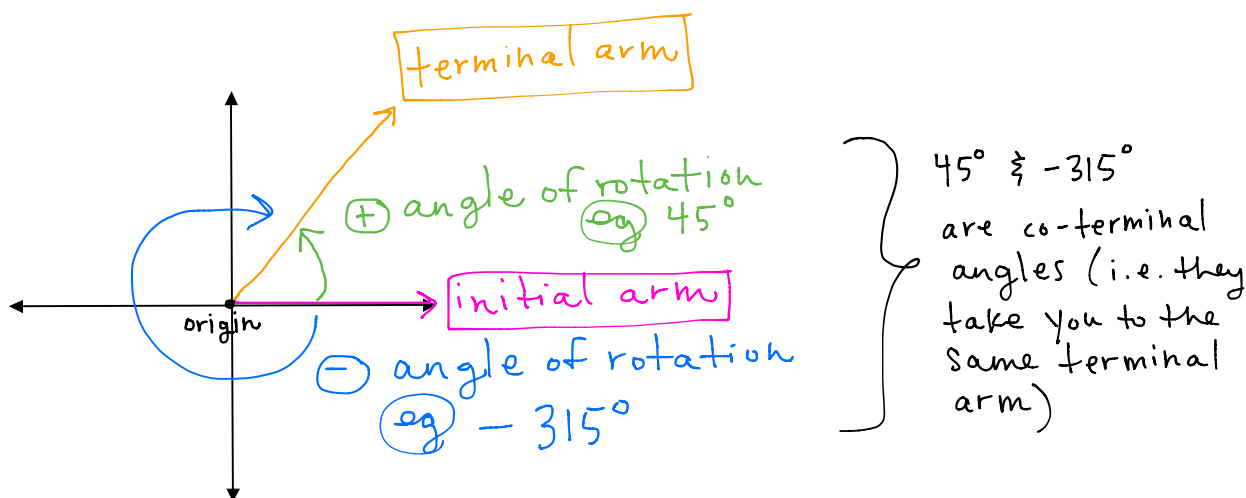 terminal arm
+ angle of rotation
eg 45°
initial arm
origin
- angle of rotation
eg - 315°
45° & -315°
are co-terminal
angles (i.e. they
take you to the
same terminal
arm)